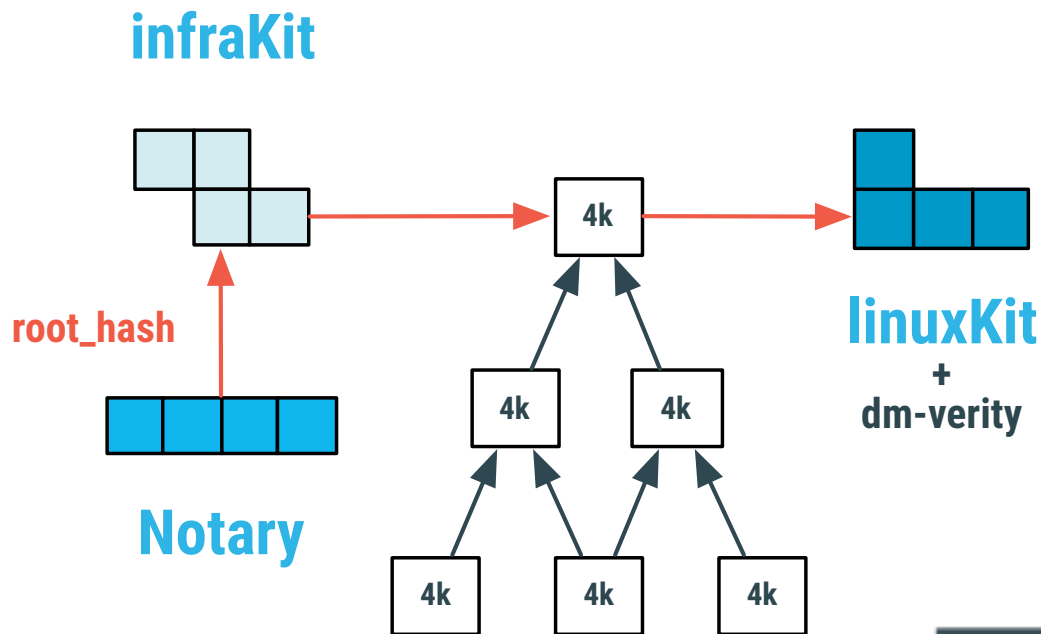 infraKit
4k
root_hash
linuxKit
+
dm-verity
4k
4k
Notary
4k
4k
4k